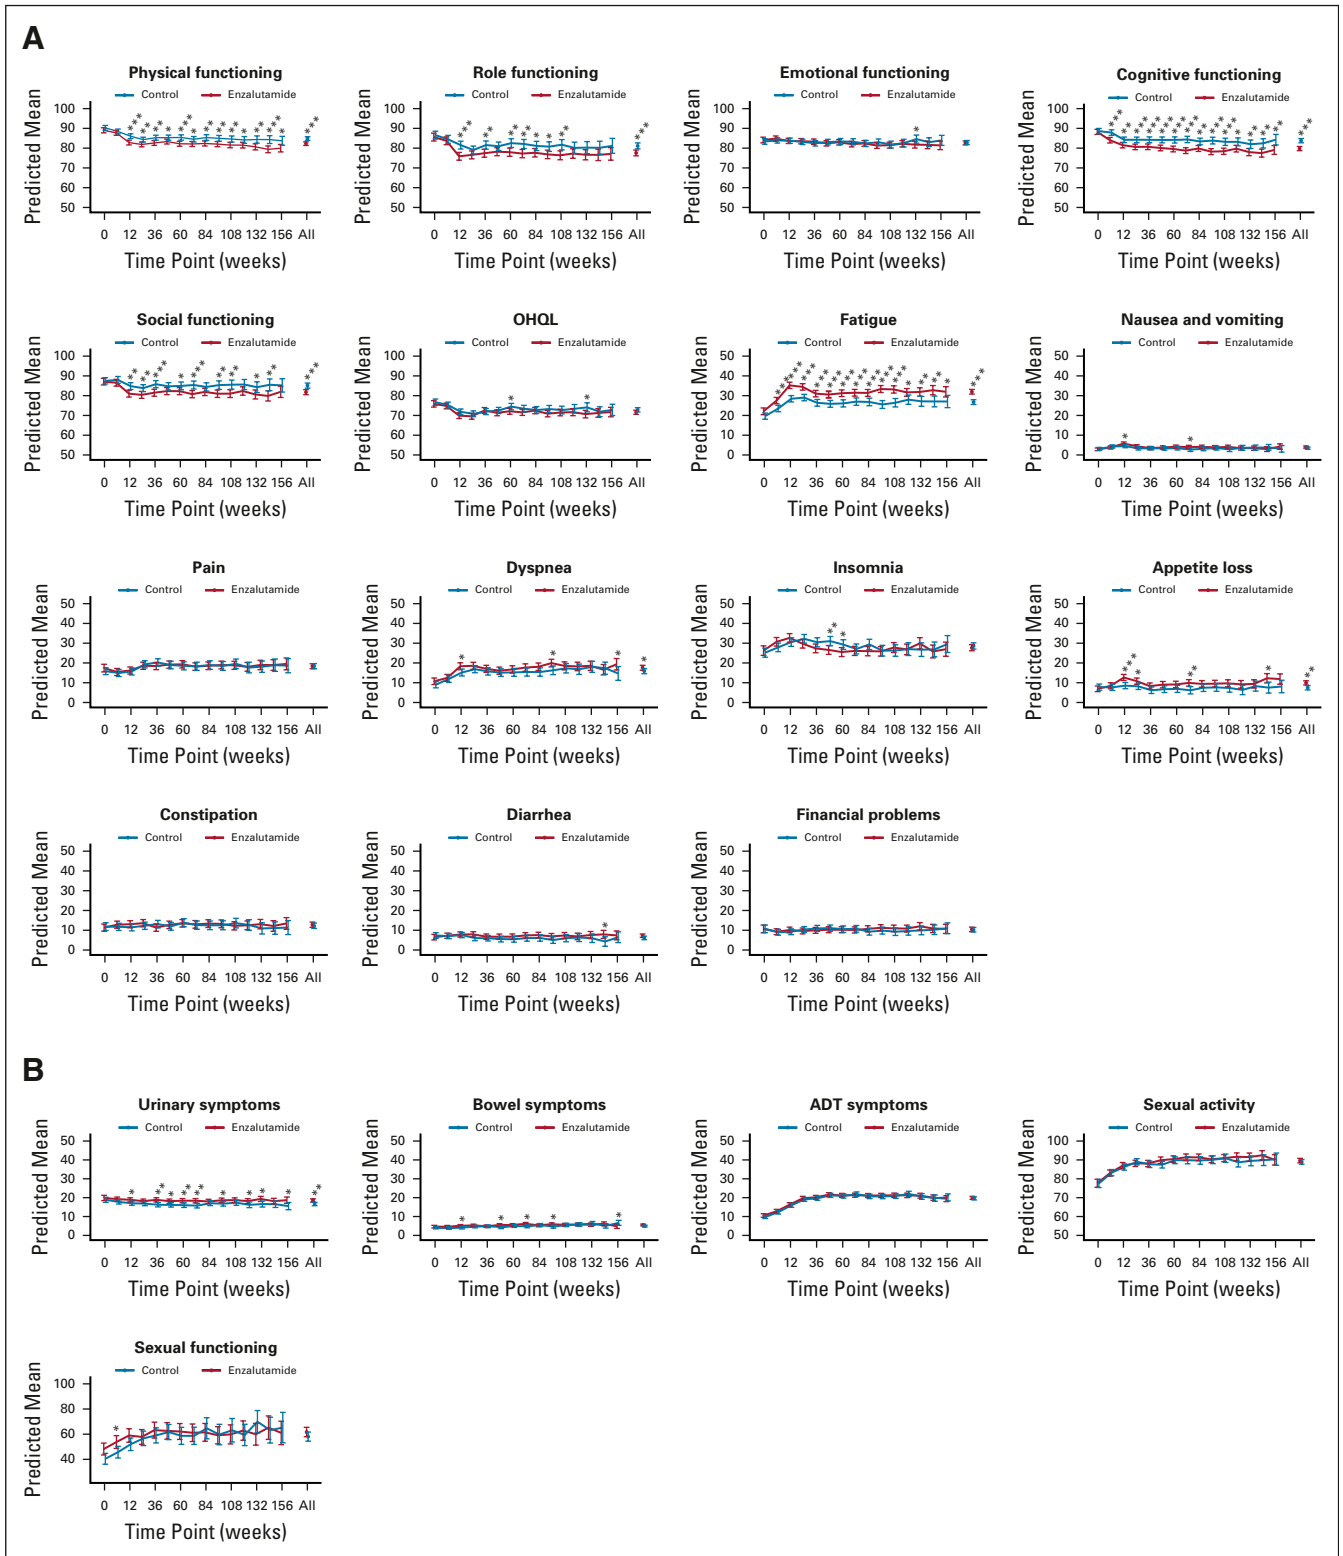 A
Physical functioning
Control Enzalutamide
Predicted Mean
100
90
80
70
60
50
0 12 36 60 84 108 132 156 All
Time Point (weeks)
Role functioning
Control Enzalutamide
Predicted Mean
100
90
80
70
60
50
0 12 36 60 84 108 132 156 All
Time Point (weeks)
Emotional functioning
Control Enzalutamide
Predicted Mean
100
90
80
70
60
50
0 12 36 60 84 108 132 156 All
Time Point (weeks)
Cognitive functioning
Control Enzalutamide
Predicted Mean
100
90
80
70
60
50
0 12 36 60 84 108 132 156 All
Time Point (weeks)
Social functioning
Control Enzalutamide
Predicted Mean
100
90
80
70
60
50
0 12 36 60 84 108 132 156 All
Time Point (weeks)
OHQL
Control Enzalutamide
Predicted Mean
100
90
80
70
60
50
0 12 36 60 84 108 132 156 All
Time Point (weeks)
Fatigue
Control Enzalutamide
Predicted Mean
50
40
30
20
10
0
0 12 36 60 84 108 132 156 All
Time Point (weeks)
Nausea and vomiting
Control Enzalutamide
Predicted Mean
50
40
30
20
10
0
0 12 36 60 84 108 132 156 All
Time Point (weeks)
Pain
Control Enzalutamide
Predicted Mean
50
40
30
20
10
0
0 12 36 60 84 108 132 156 All
Time Point (weeks)
Dyspnea
Control Enzalutamide
Predicted Mean
50
40
30
20
10
0
0 12 36 60 84 108 132 156 All
Time Point (weeks)
Insomnia
Control Enzalutamide
Predicted Mean
50
40
30
20
10
0
0 12 36 60 84 108 132 156 All
Time Point (weeks)
Appetite loss
Control Enzalutamide
Predicted Mean
50
40
30
20
10
0
0 12 36 60 84 108 132 156 All
Time Point (weeks)
Constipation
Control Enzalutamide
Predicted Mean
50
40
30
20
10
0
0 12 36 60 84 108 132 156 All
Time Point (weeks)
Diarrhea
Control Enzalutamide
Predicted Mean
50
40
30
20
10
0
0 12 36 60 84 108 132 156 All
Time Point (weeks)
Financial problems
Control Enzalutamide
Predicted Mean
50
40
30
20
10
0
0 12 36 60 84 108 132 156 All
Time Point (weeks)
B
Urinary symptoms
Control Enzalutamide
Predicted Mean
50
40
30
20
10
0
0 12 36 60 84 108 132 156 All
Time Point (weeks)
Bowel symptoms
Control Enzalutamide
Predicted Mean
50
40
30
20
10
0
0 12 36 60 84 108 132 156 All
Time Point (weeks)
ADT symptoms
Control Enzalutamide
Predicted Mean
50
40
30
20
10
0
0 12 36 60 84 108 132 156 All
Time Point (weeks)
Sexual activity
Control Enzalutamide
Predicted Mean
100
90
80
70
60
50
0 12 36 60 84 108 132 156 All
Time Point (weeks)
Sexual functioning
Control Enzalutamide
Predicted Mean
100
80
60
40
0 12 36 60 84 108 132 156 All
Time Point (weeks)